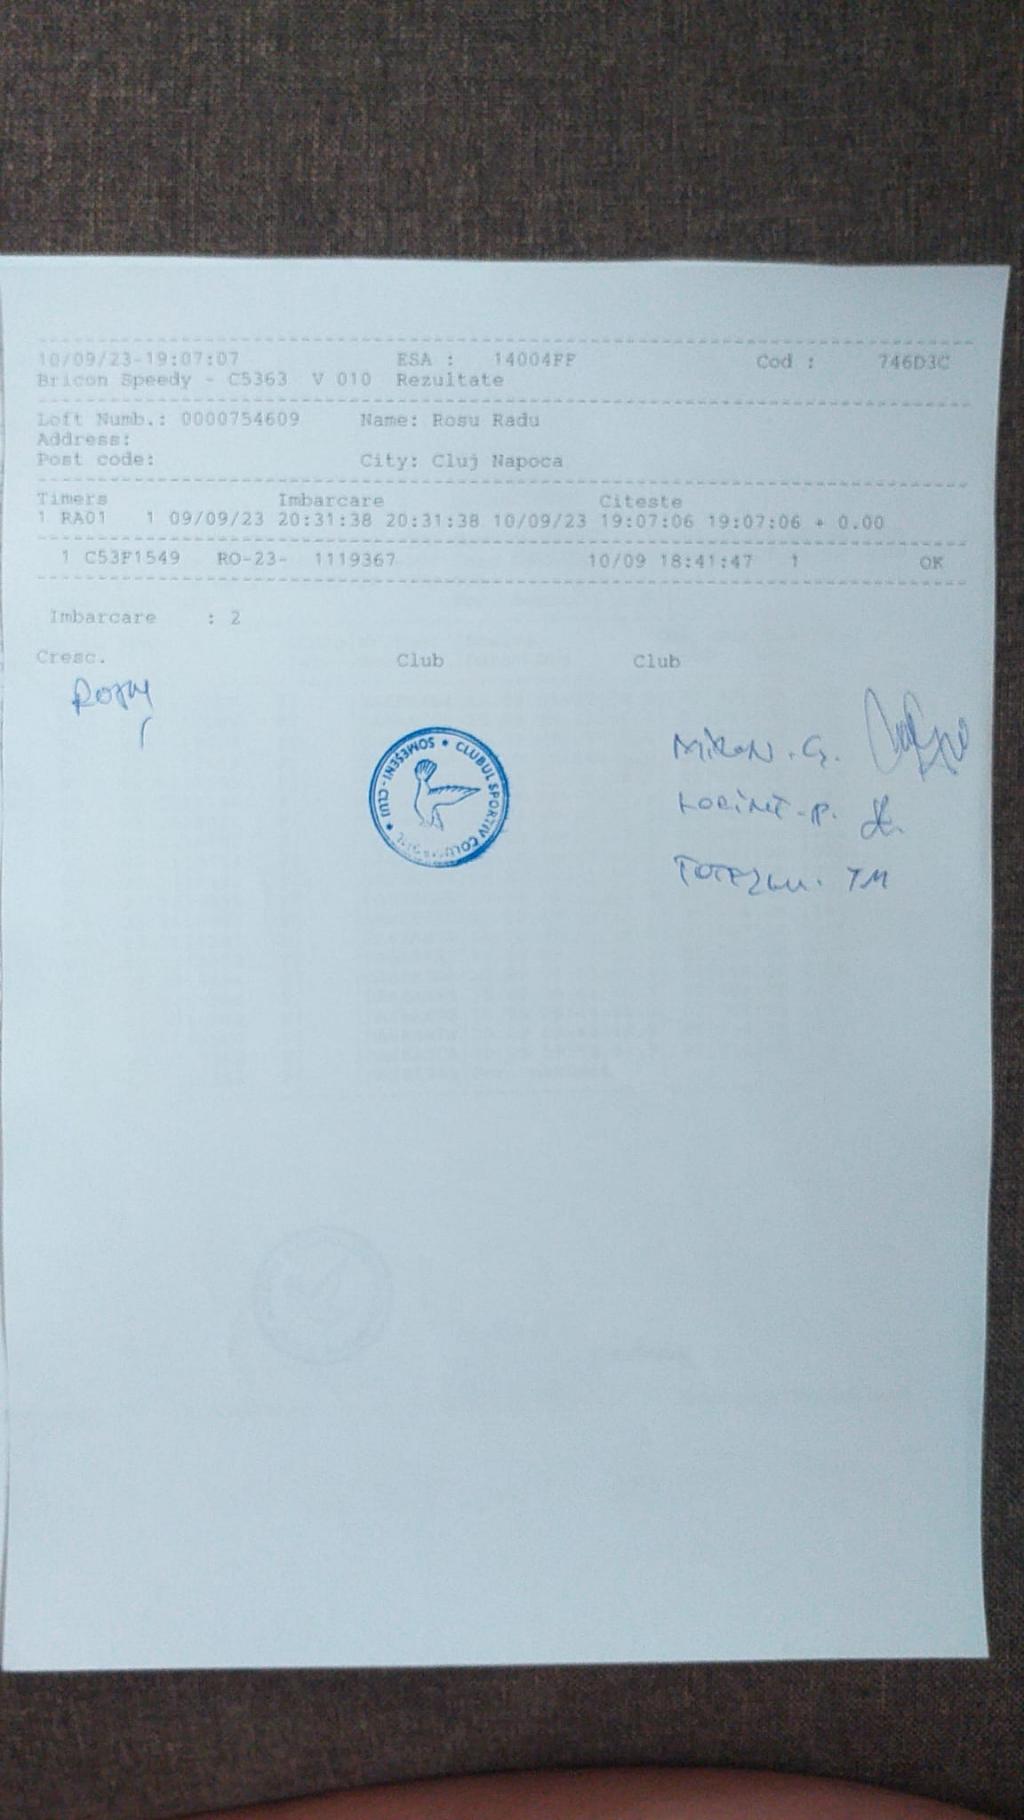 10/09/23-19:07:07 ESA : 14004FF Cod : 746D3C
Bricon Speedy - C5363 V 010 Rezultate
Loft Numb.: 0000754609 Name: Rosu Radu
Address:
Post code: City: Cluj Napoca
Timers Imbarcare Citeste
1 RA01 1 09/09/23 20:31:38 20:31:38 10/09/23 19:07:06 19:07:06 + 0.00
1 C53F1549 RO-23- 1119367 10/09 18:41:47 1 OK
Imbarcare : 2
Cresc. Club Club
Rosu
CLUBUL SPORTIV • SOMEȘENI-CLUJ •
Miron . G.